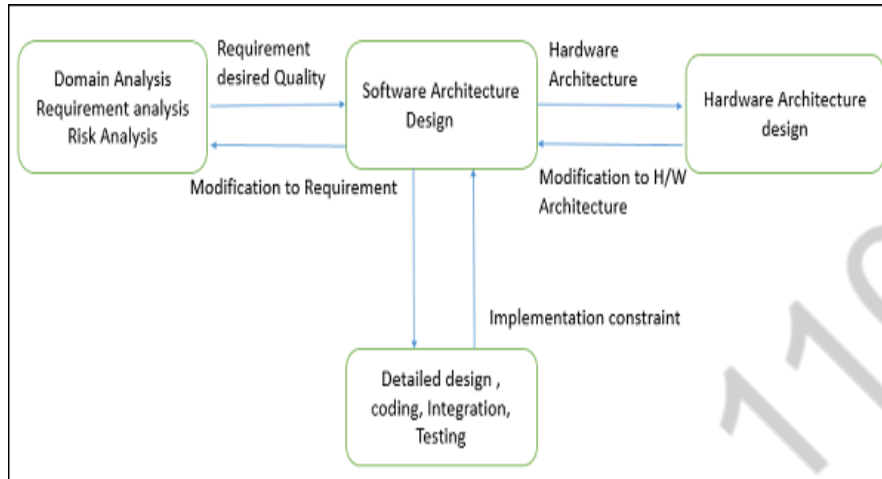 Domain Analysis
Requirement analysis
Risk Analysis
Requirement
desired Quality
Software Architecture
Design
Hardware
Architecture
Hardware Architecture
design
Modification to Requirement
Modification to H/W
Architecture
Implementation constraint
Detailed design ,
coding, Integration,
Testing